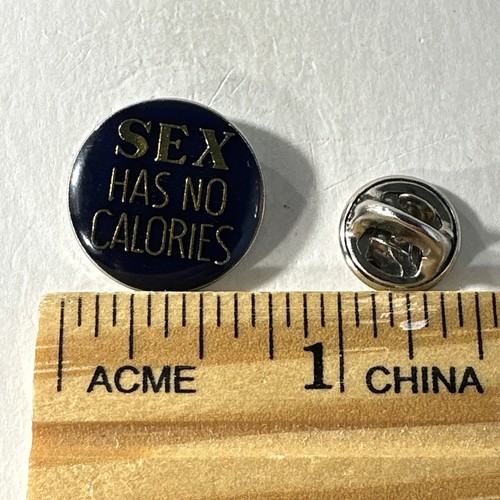 SEX
HAS NO
CALORIES
ACME 1 CHINA